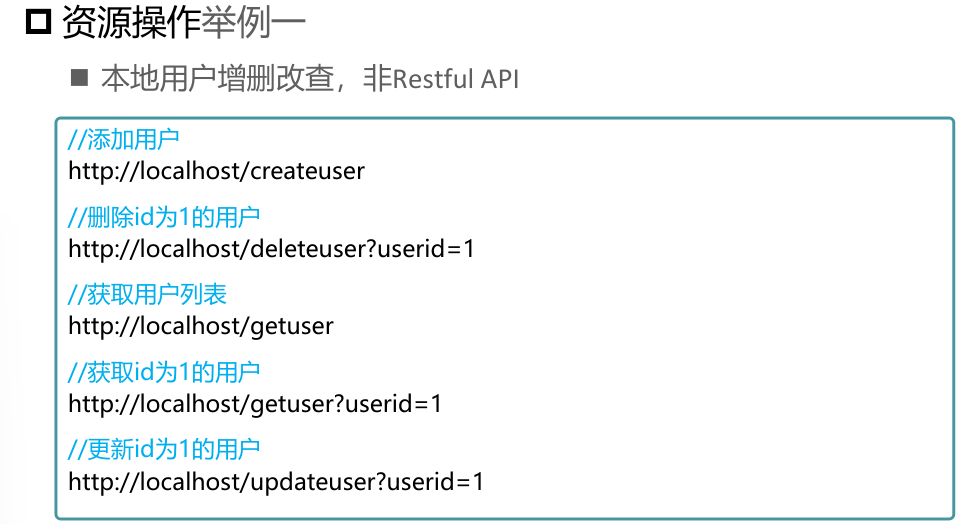 资源操作举例一
本地用户增删改查，非Restful API
//添加用户
http://localhost/createuser
//删除id为1的用户
http://localhost/deleteuser?userid=1
//获取用户列表
http://localhost/getuser
//获取id为1的用户
http://localhost/getuser?userid=1
//更新id为1的用户
http://localhost/updateuser?userid=1